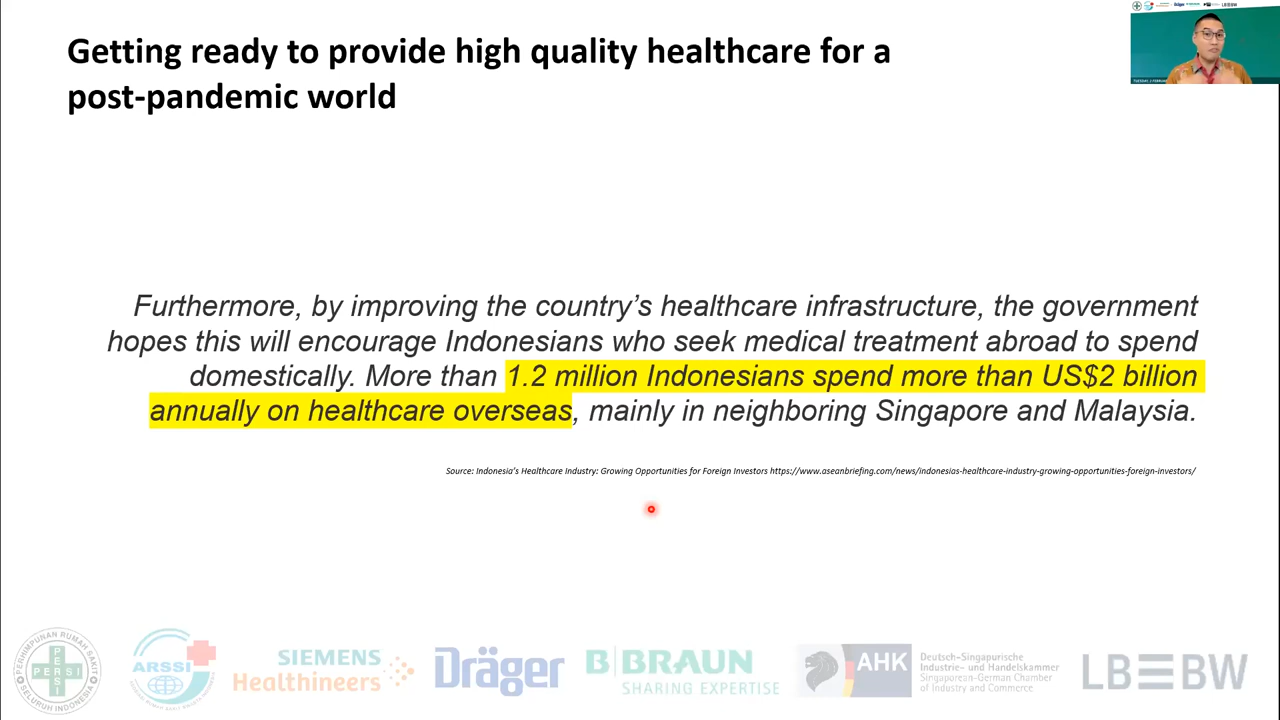 Getting ready to provide high quality healthcare for a
post-pandemic world
Furthermore, by improving the country’s healthcare infrastructure, the government
hopes this will encourage Indonesians who seek medical treatment abroad to spend
domestically. More than 1.2 million Indonesians spend more than US$2 billion
annually on healthcare overseas, mainly in neighboring Singapore and Malaysia.
Source: Indonesia’s Healthcare Industry: Growing Opportunities for Foreign Investors https://www.aseanbriefing.com/news/indonesias-healthcare-industry-growing-opportunities-foreign-investors/
PERHIMPUNAN RUMAH SAKIT
SELURUH INDONESIA
PERSI
ARSSI
SIEMENS
Healthineers
Dräger
B|BRAUN
SHARING EXPERTISE
AHK
Deutsch-Singapurische
Industrie- und Handelskammer
Singaporean-German Chamber
of Industry and Commerce
LBBW